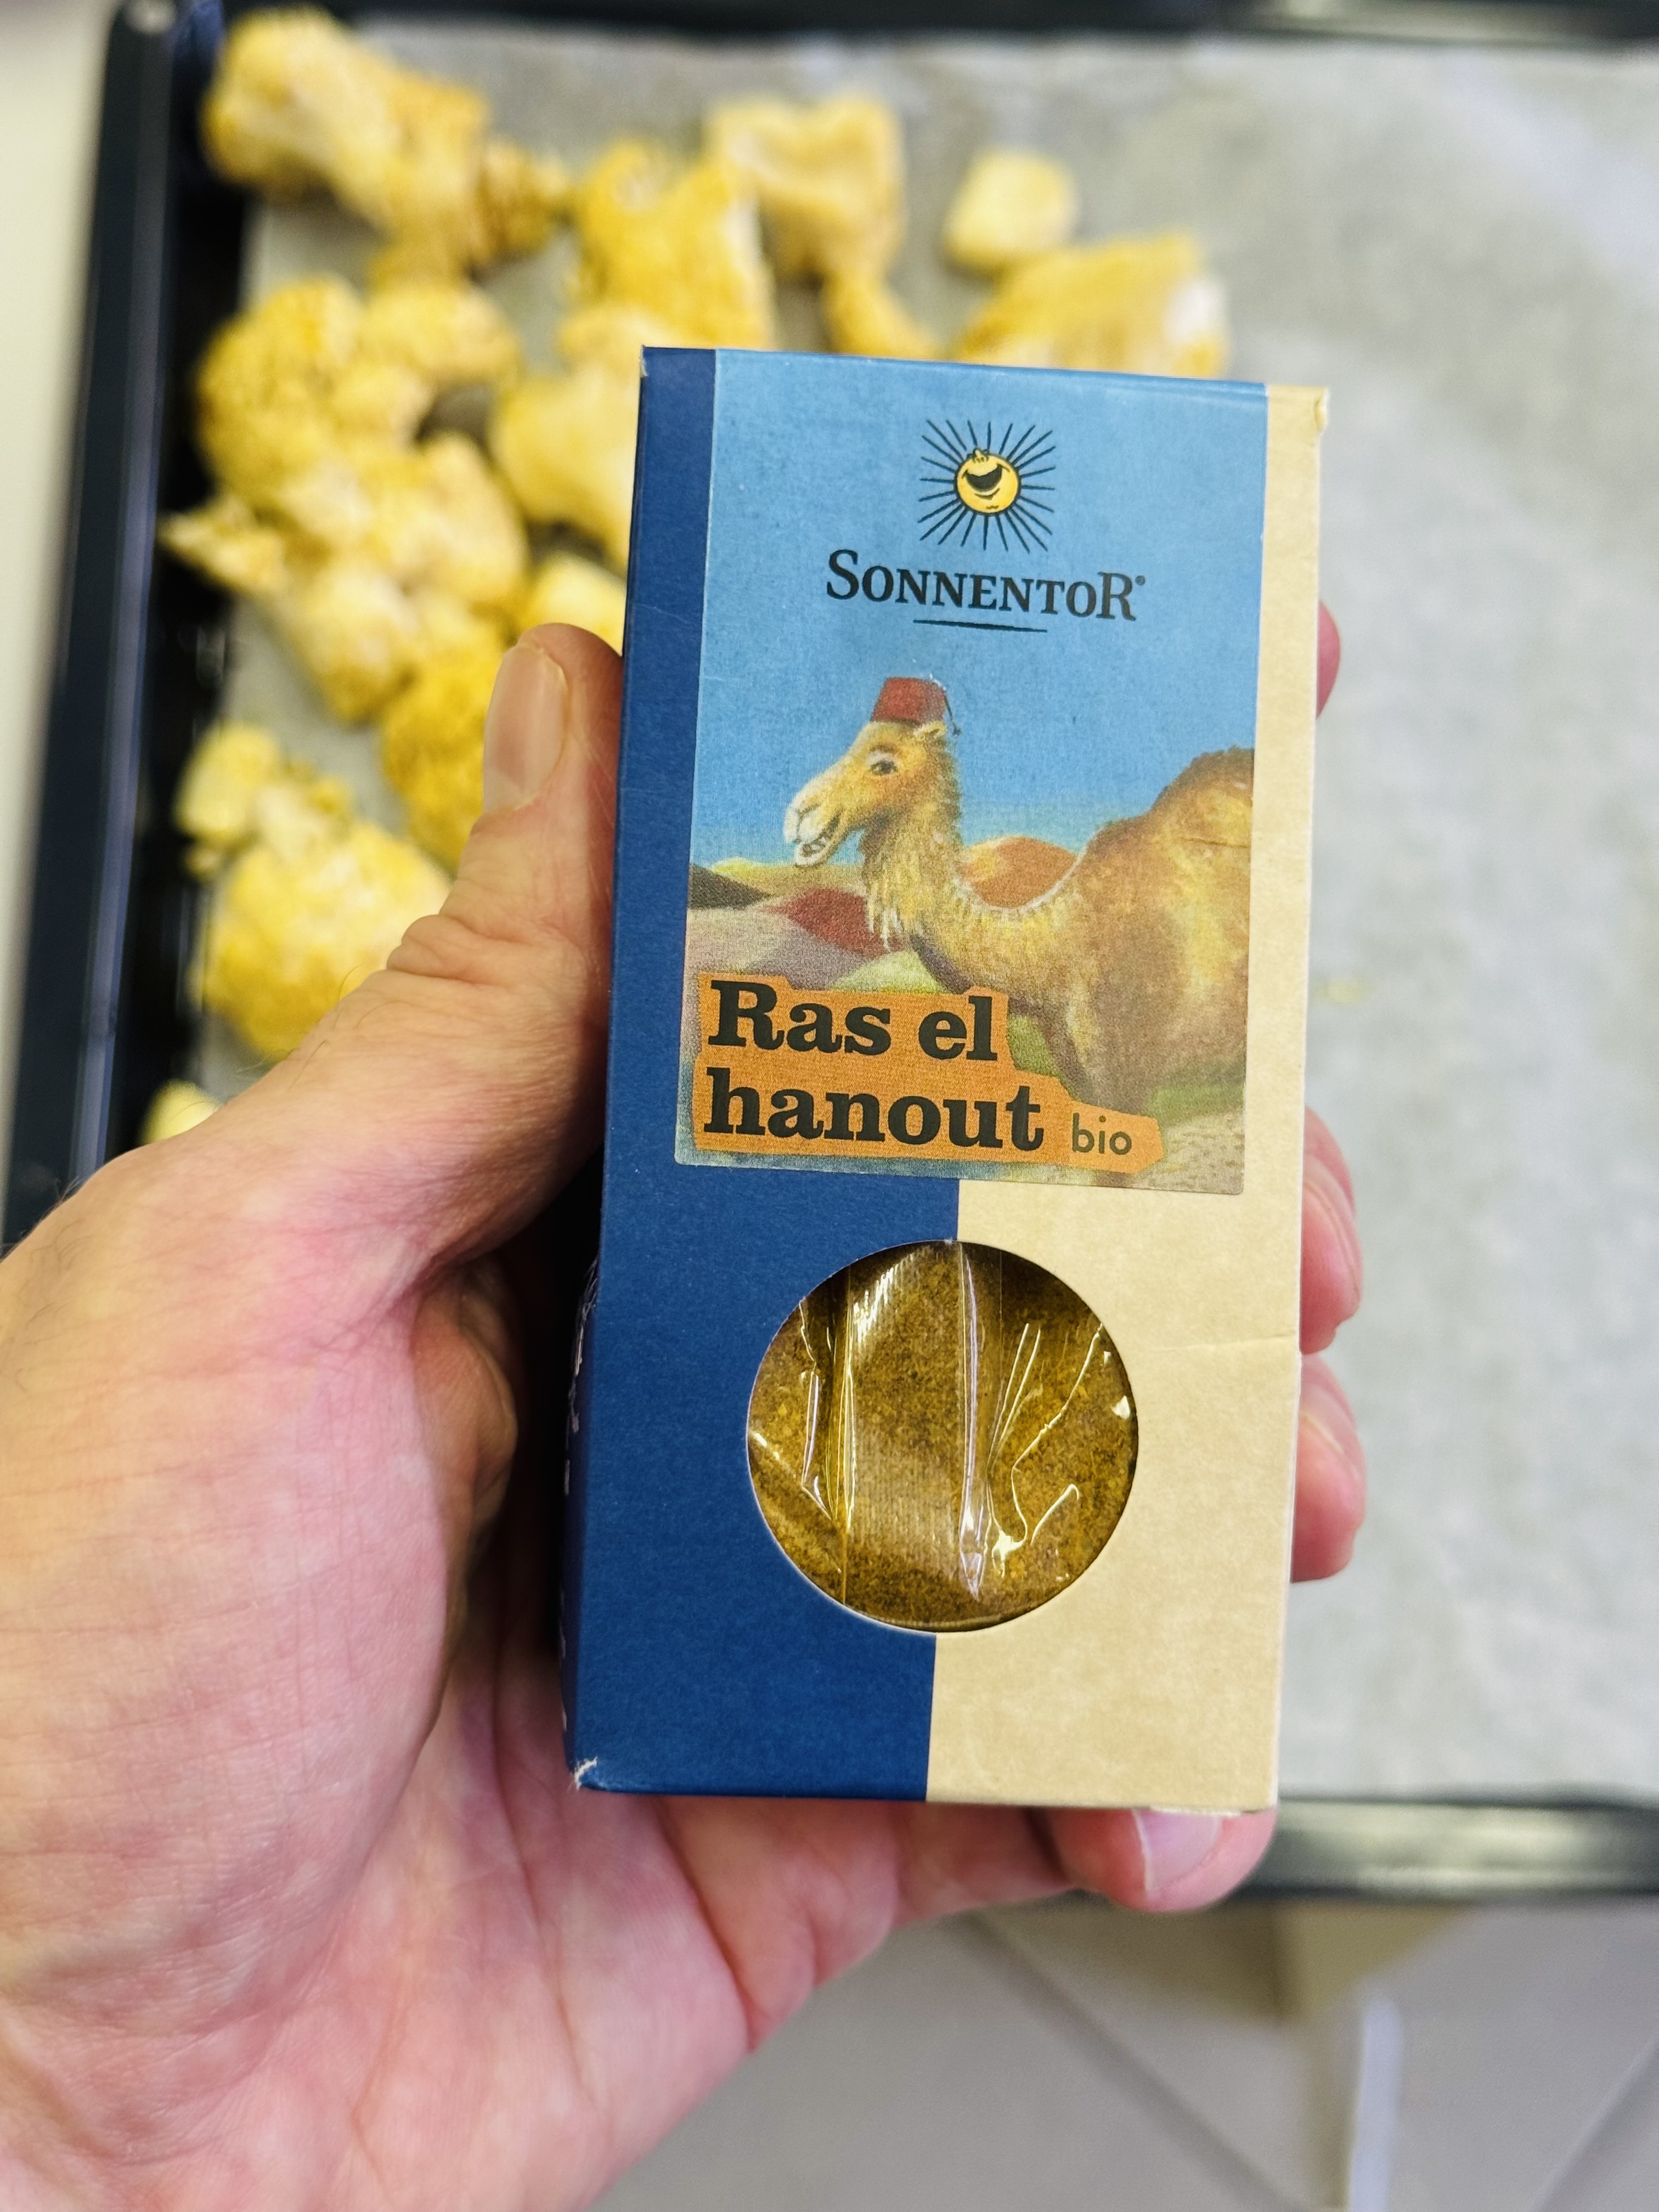 SONNENTOR®
Ras el
hanout bio